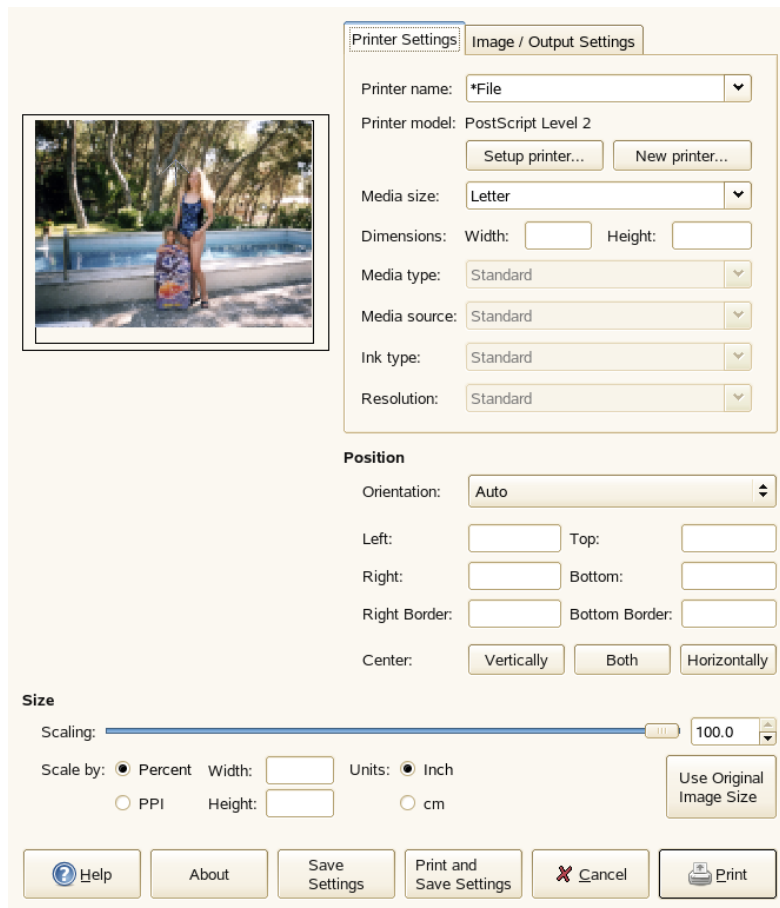 Printer Settings
Image / Output Settings
Printer name: *File
Printer model: PostScript Level 2
Setup printer... New printer...
Media size: Letter
Dimensions: Width: Height:
Media type: Standard
Media source: Standard
Ink type: Standard
Resolution: Standard
Position
Orientation: Auto
Left: Top:
Right: Bottom:
Right Border: Bottom Border:
Center: Vertically Both Horizontally
Size
Scaling: 100.0
Scale by: Percent Width: Units: Inch
PPI Height: cm
Use Original
Image Size
Help
About
Save
Settings
Print and
Save Settings
Cancel
Print